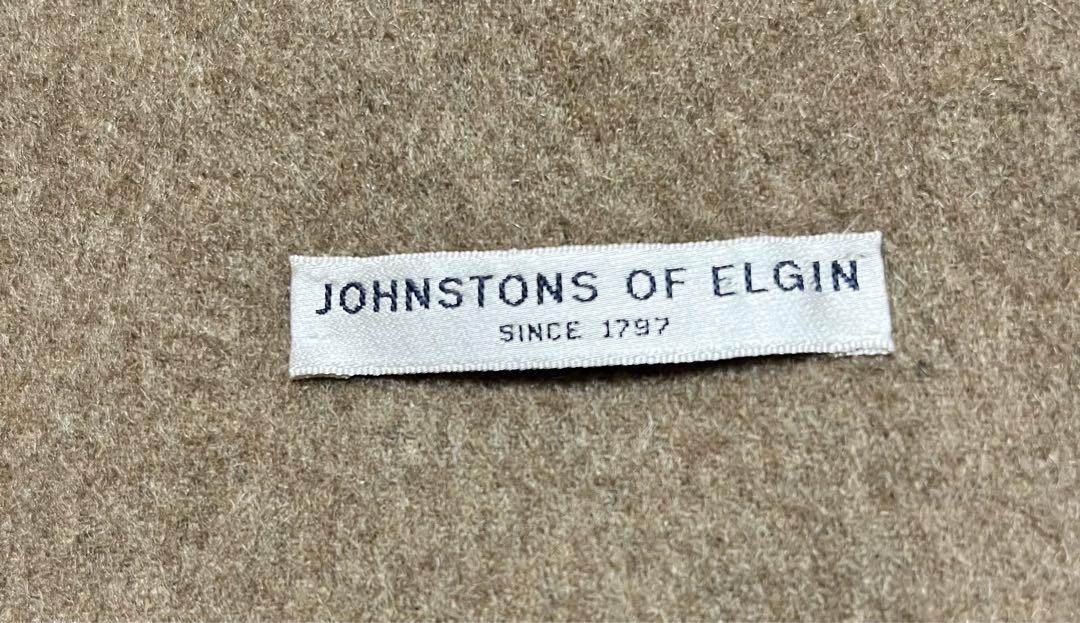 JOHNSTONS OF ELGIN
SINCE 1797